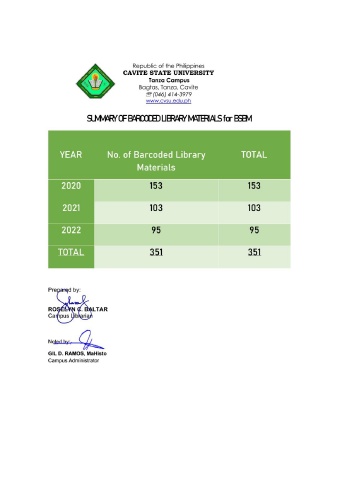 Republic of the Philippines
CAVITE STATE UNIVERSITY
Tanza Campus
Bagtas, Tanza, Cavite
☏ (046) 414-3979
www.cvsu.edu.ph
SUMMARY OF BARCODED LIBRARY MATERIALS for BSBM
YEAR No. of Barcoded Library Materials TOTAL
2020 153 153
2021 103 103
2022 95 95
TOTAL 351 351
Prepared by:
ROSELYN C. BALTAR
Campus Librarian
Noted by:
GIL D. RAMOS, MaHisto
Campus Administrator